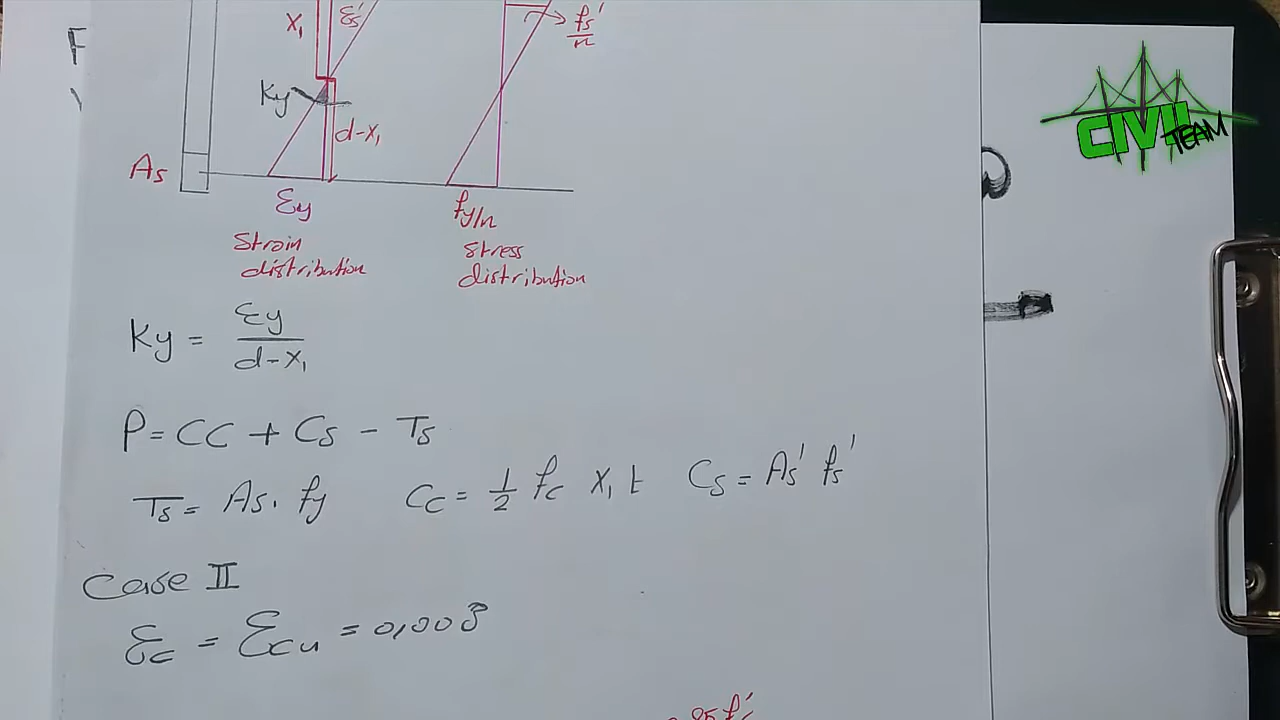 F
X₁
εs'
fs'/n
Ky
d-X₁
As
εy
fy/n
Strain distribution
Stress distribution
Ky = εy / d-X₁
P = CC + Cs - Ts
Ts = As. fy Cc = 1/2 fc X₁ t Cs = As' fs'
Case II
εc = εcu = 0,003
CIVIL TEAM